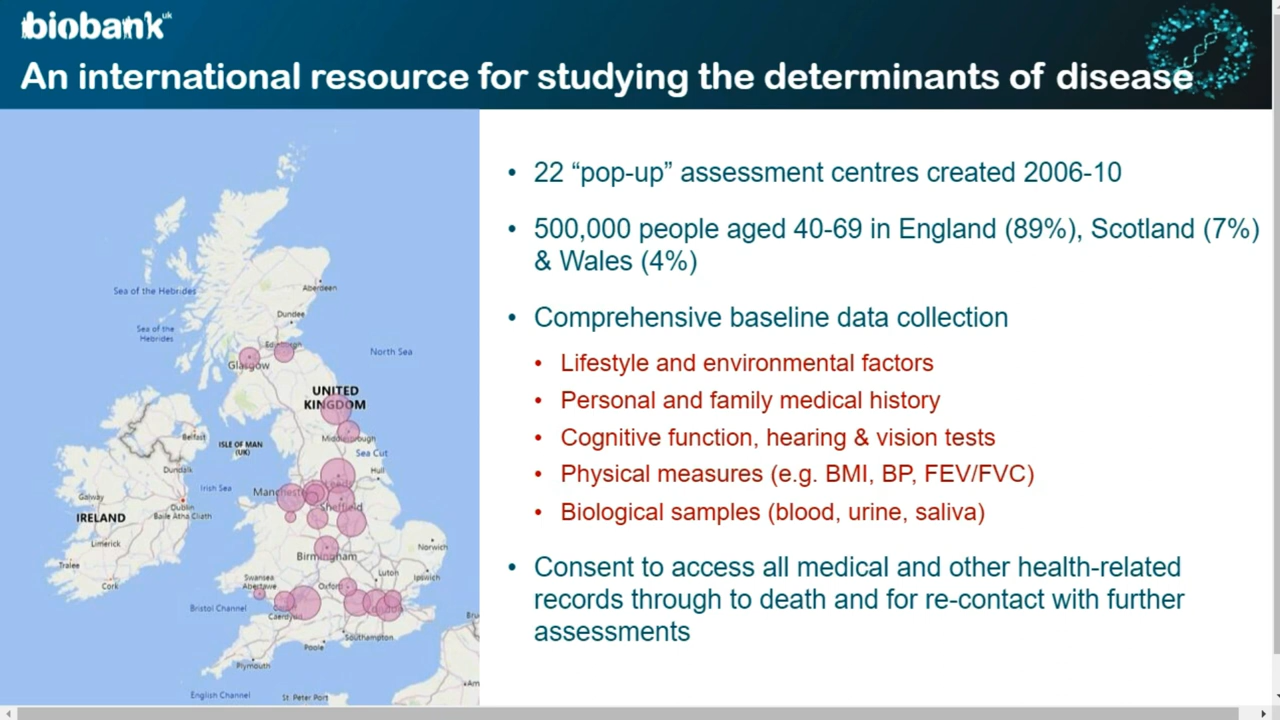 biobank uk
An international resource for studying the determinants of disease
• 22 “pop-up” assessment centres created 2006-10
• 500,000 people aged 40-69 in England (89%), Scotland (7%)
& Wales (4%)
• Comprehensive baseline data collection
• Lifestyle and environmental factors
• Personal and family medical history
• Cognitive function, hearing & vision tests
• Physical measures (e.g. BMI, BP, FEV/FVC)
• Biological samples (blood, urine, saliva)
• Consent to access all medical and other health-related
records through to death and for re-contact with further
assessments
Aberdeen
Sea of the Hebrides
Dundee
Sea of the
Hebrides
Edinburgh
North Sea
Glasgow
UNITED
KINGDOM
Belfast
ISLE OF MAN
(UK)
Middlesbrough
Sea Cut
Dundalk
Hull
Leeds
Irish Sea
Manchester
Galway
Dublin
Baile Átha Cliath
Sheffield
IRELAND
Limerick
Norwich
Birmingham
Tralee
Cork
Swansea
Abertawe
Oxford
Luton
Ipswich
Bristol Channel
Caerdydd
Southampton
Bru
Poole
Plymouth
Am
English Channel
St. Peter Port